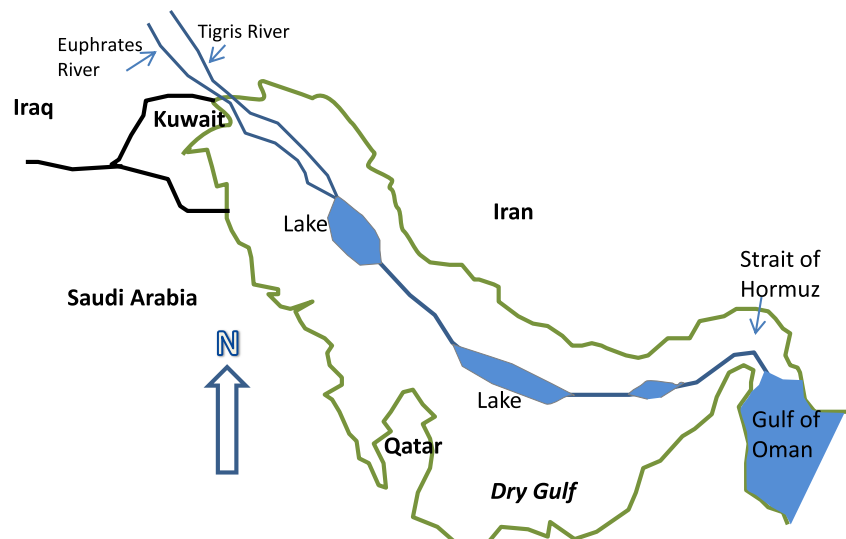 Tigris River
Euphrates
River
Iraq
Kuwait
Lake
Iran
Strait of
Hormuz
Saudi Arabia
N
Lake
Gulf of
Oman
Qatar
Dry Gulf